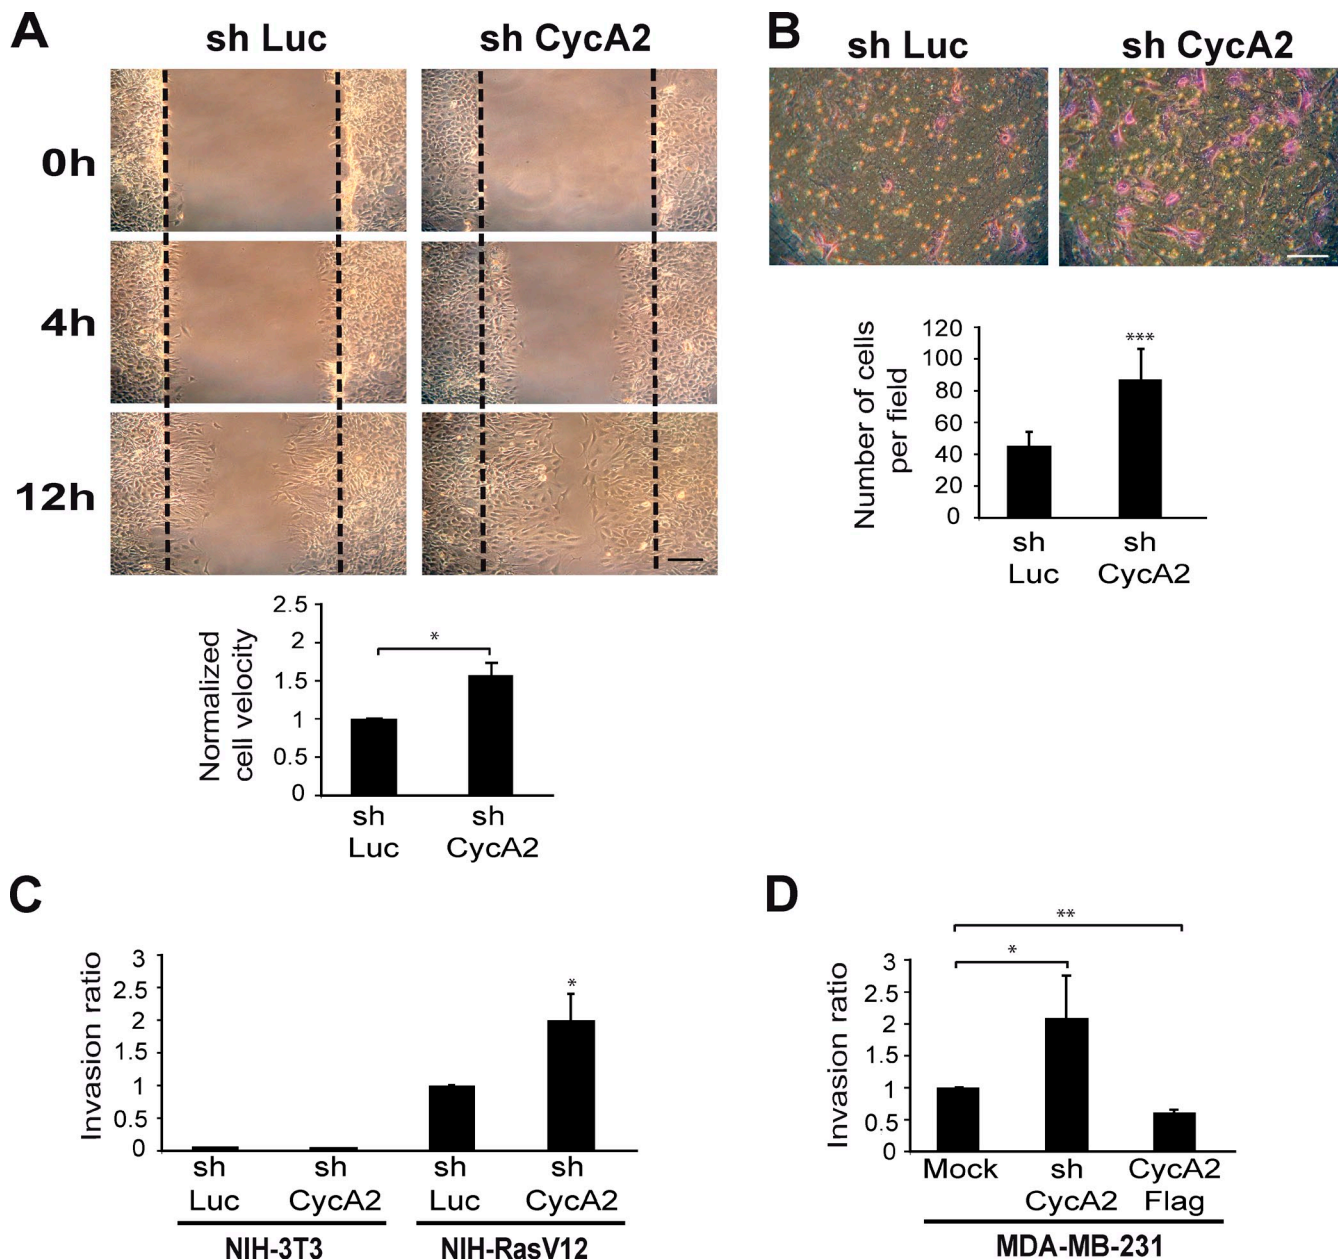 A
sh Luc
sh CycA2
0h
4h
12h
Normalized
cell velocity
2.5
2
1.5
1
0.5
0
*
sh
Luc
sh
CycA2
B
sh Luc
sh CycA2
Number of cells
per field
120
100
80
60
40
20
0
***
sh
Luc
sh
CycA2
C
Invasion ratio
3
2.5
2
1.5
1
0.5
0
*
sh
Luc
sh
CycA2
sh
Luc
sh
CycA2
NIH-3T3
NIH-RasV12
D
Invasion ratio
3
2.5
2
1.5
1
0.5
0
**
*
Mock
sh
CycA2
CycA2
Flag
MDA-MB-231